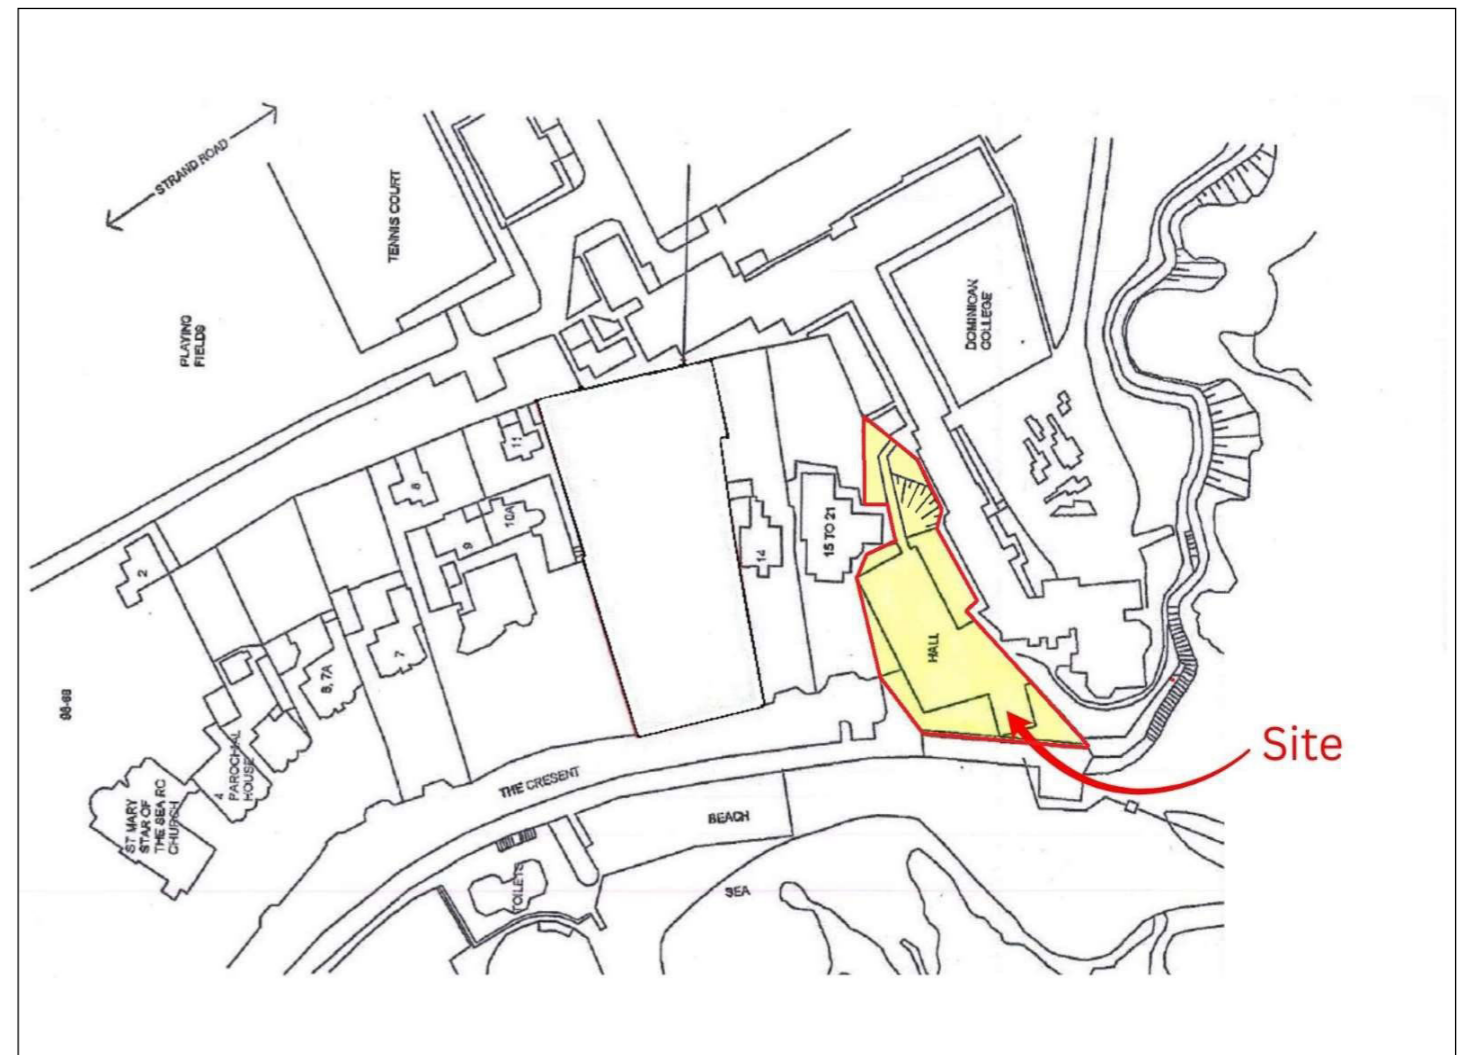 STRAND ROAD
TENNIS COURT
PLAYING
FIELDS
DOMINICAN
COLLEGE
11
8
10A
9
2
14
15 TO 21
HALL
7
8, 7A
98-68
4
PAROCHIAL
HOUSE
ST MARY
STAR OF
THE SEA RC
CHURCH
THE CRESENT
BEACH
TOILETS
SEA
Site